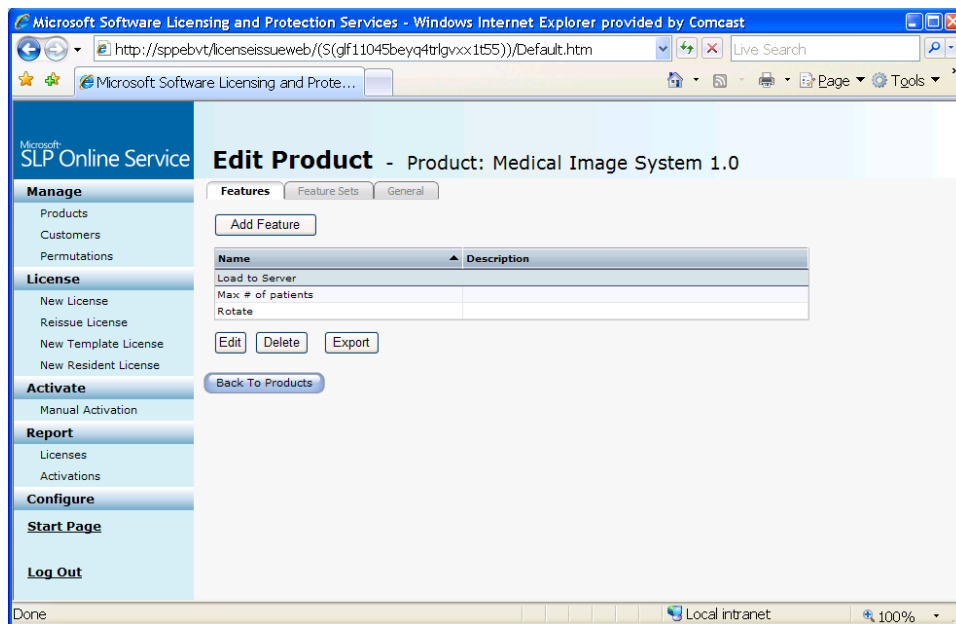 Microsoft Software Licensing and Protection Services - Windows Internet Explorer provided by Comcast
http://sppebvt/licenseissueweb/(S(glf11045beyq4trlgvxx1t55))/Default.htm
Live Search
Microsoft Software Licensing and Prote...
Page
Tools
»
Microsoft
SLP Online Service
Edit Product - Product: Medical Image System 1.0
Manage
Products
Customers
Permutations
License
New License
Reissue License
New Template License
New Resident License
Activate
Manual Activation
Report
Licenses
Activations
Configure
Start Page
Log Out
Features
Feature Sets
General
Add Feature
Name
Description
Load to Server
Max # of patients
Rotate
Edit
Delete
Export
Back To Products
Done
Local intranet
100%